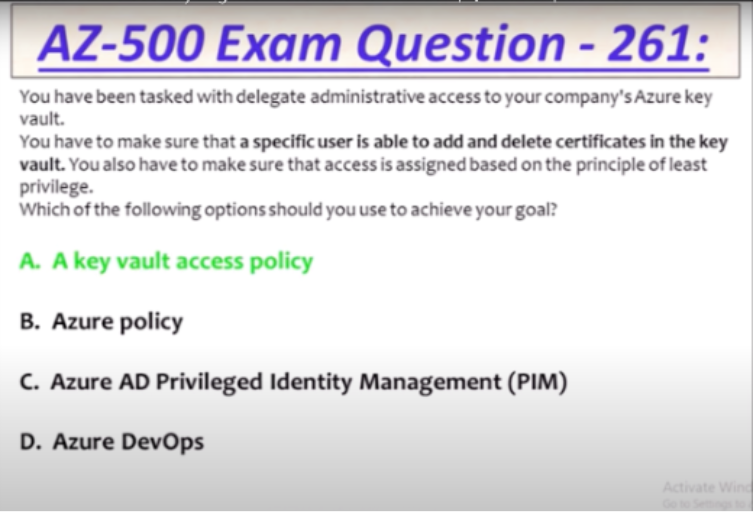 AZ-500 Exam Question - 261:
You have been tasked with delegate administrative access to your company's Azure key
vault.
You have to make sure that a specific user is able to add and delete certificates in the key
vault. You also have to make sure that access is assigned based on the principle of least
privilege.
Which of the following options should you use to achieve your goal?
A. A key vault access policy
B. Azure policy
C. Azure AD Privileged Identity Management (PIM)
D. Azure DevOps
Activate Wind
Go to Settings to